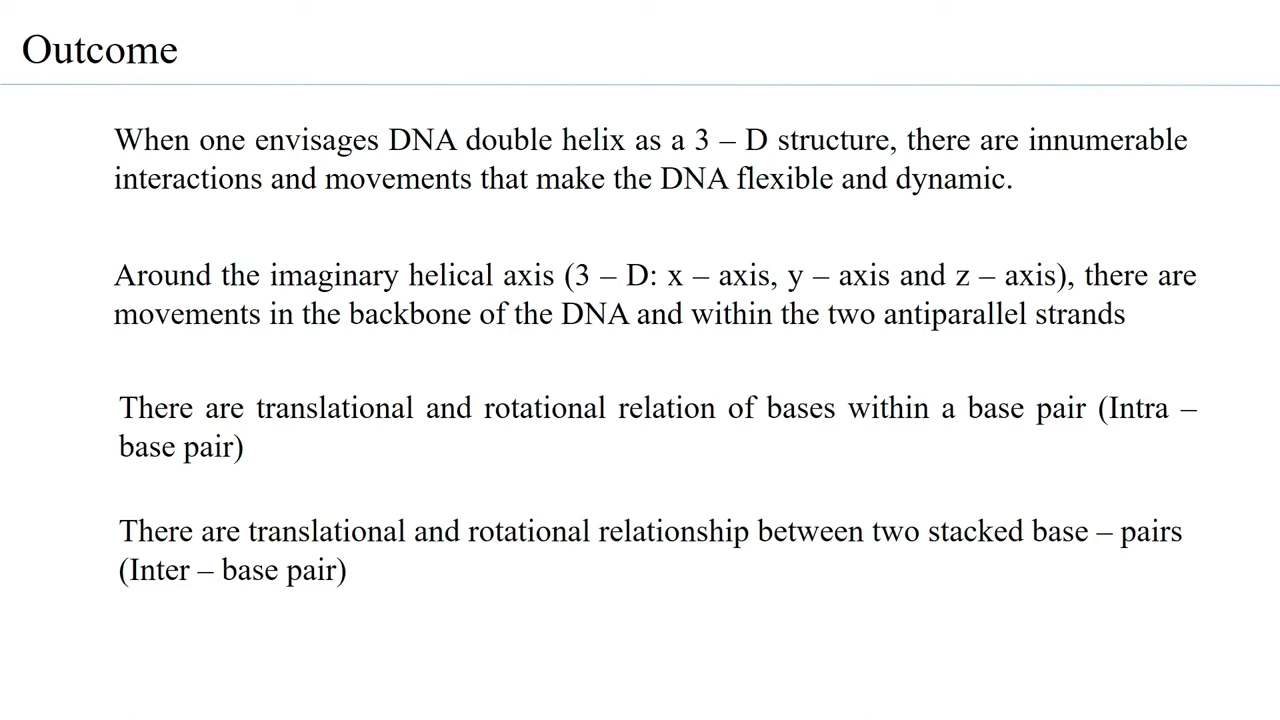 Outcome
When one envisages DNA double helix as a 3 – D structure, there are innumerable
interactions and movements that make the DNA flexible and dynamic.
Around the imaginary helical axis (3 – D: x – axis, y – axis and z – axis), there are
movements in the backbone of the DNA and within the two antiparallel strands
There are translational and rotational relation of bases within a base pair (Intra –
base pair)
There are translational and rotational relationship between two stacked base – pairs
(Inter – base pair)